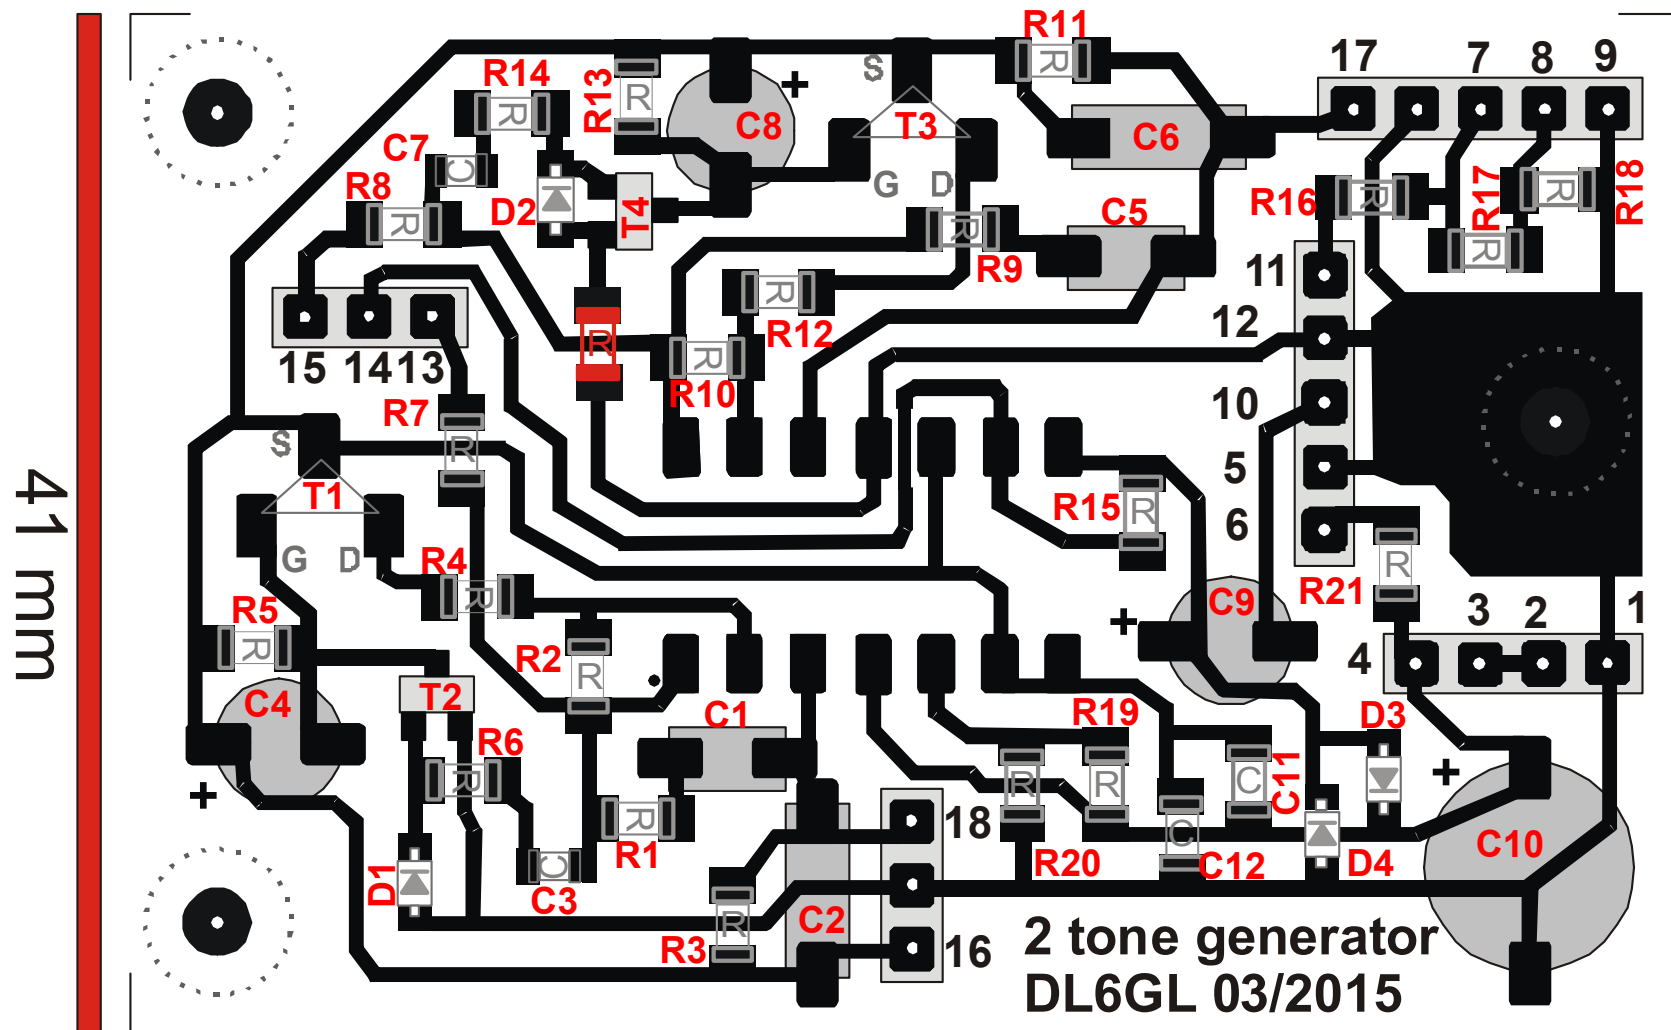 R11
17
7
8
9
R14
R13
R
S
+
C8
T3
R
R
C6
C7
C
G
D
R8
R
D2
T4
C5
R16
R
R17
R
R18
R
R
R9
11
R
R12
12
15
14
13
R
R
R10
10
R7
R
S
5
T1
R15
R
6
G
D
R4
R
R
R21
R5
R
C9
+
1
2
3
4
R2
R
T2
C4
C1
R19
D3
R6
R
+
R
R
C
C11
+
D1
C
C3
R
R1
18
C
R20
C12
D4
C10
R
R3
C2
16
2 tone generator
DL6GL 03/2015
41 mm